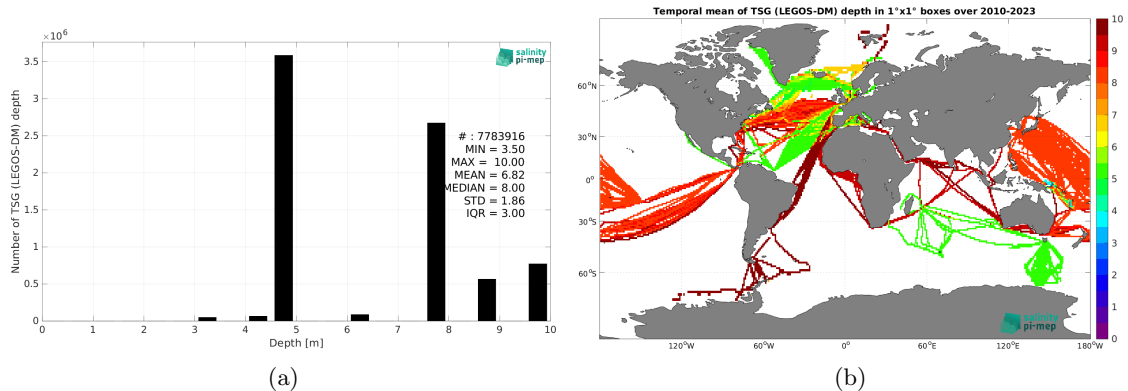 ×10⁶
3.5
3
2.5
2
1.5
1
0.5
0
Number of TSG (LEGOS-DM) depth
salinity
pi-mep
# : 7783916
MIN = 3.50
MAX = 10.00
MEAN = 6.82
MEDIAN = 8.00
STD = 1.86
IQR = 3.00
0 1 2 3 4 5 6 7 8 9 10
Depth [m]
(a)
Temporal mean of TSG (LEGOS-DM) depth in 1°x1° boxes over 2010-2023
60°N
30°N
0°
30°S
60°S
120°W 60°W 0° 60°E 120°E 180°W
salinity
pi-mep
10
9
8
7
6
5
4
3
2
1
0
(b)